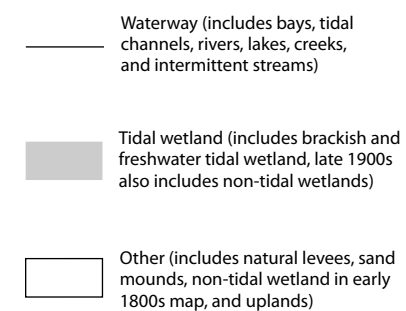 Waterway (includes bays, tidal
channels, rivers, lakes, creeks,
and intermittent streams)
Tidal wetland (includes brackish and
freshwater tidal wetland, late 1900s
also includes non-tidal wetlands)
Other (includes natural levees, sand
mounds, non-tidal wetland in early
1800s map, and uplands)